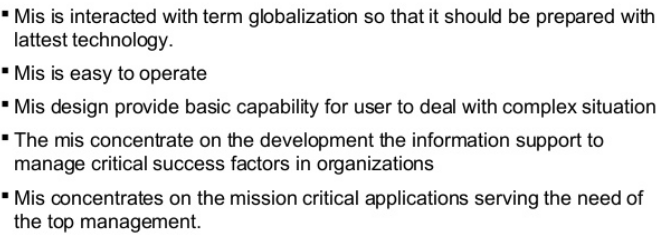 ▪ Mis is interacted with term globalization so that it should be prepared with
lattest technology.
▪ Mis is easy to operate
▪ Mis design provide basic capability for user to deal with complex situation
▪ The mis concentrate on the development the information support to
manage critical success factors in organizations
▪ Mis concentrates on the mission critical applications serving the need of
the top management.